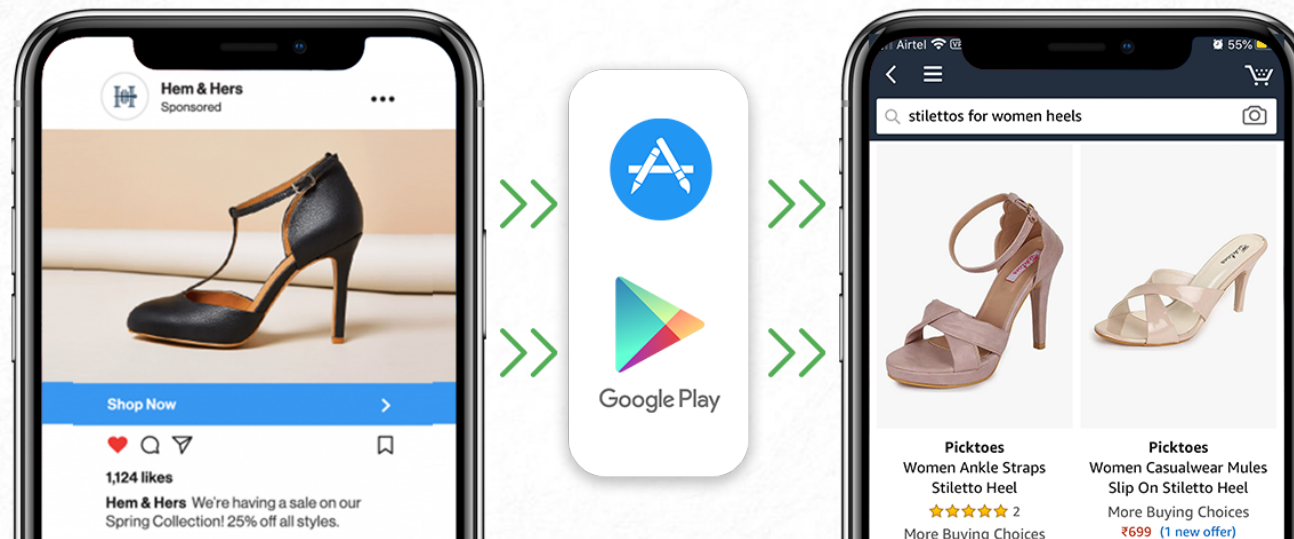 Hem & Hers
Sponsored
Shop Now
1,124 likes
Hem & Hers We're having a sale on our
Spring Collection! 25% off all styles.
Google Play
Airtel
55%
stilettos for women heels
Picktoes
Women Ankle Straps
Stiletto Heel
2
More Buying Choices
Picktoes
Women Casualwear Mules
Slip On Stiletto Heel
More Buying Choices
₹699 (1 new offer)